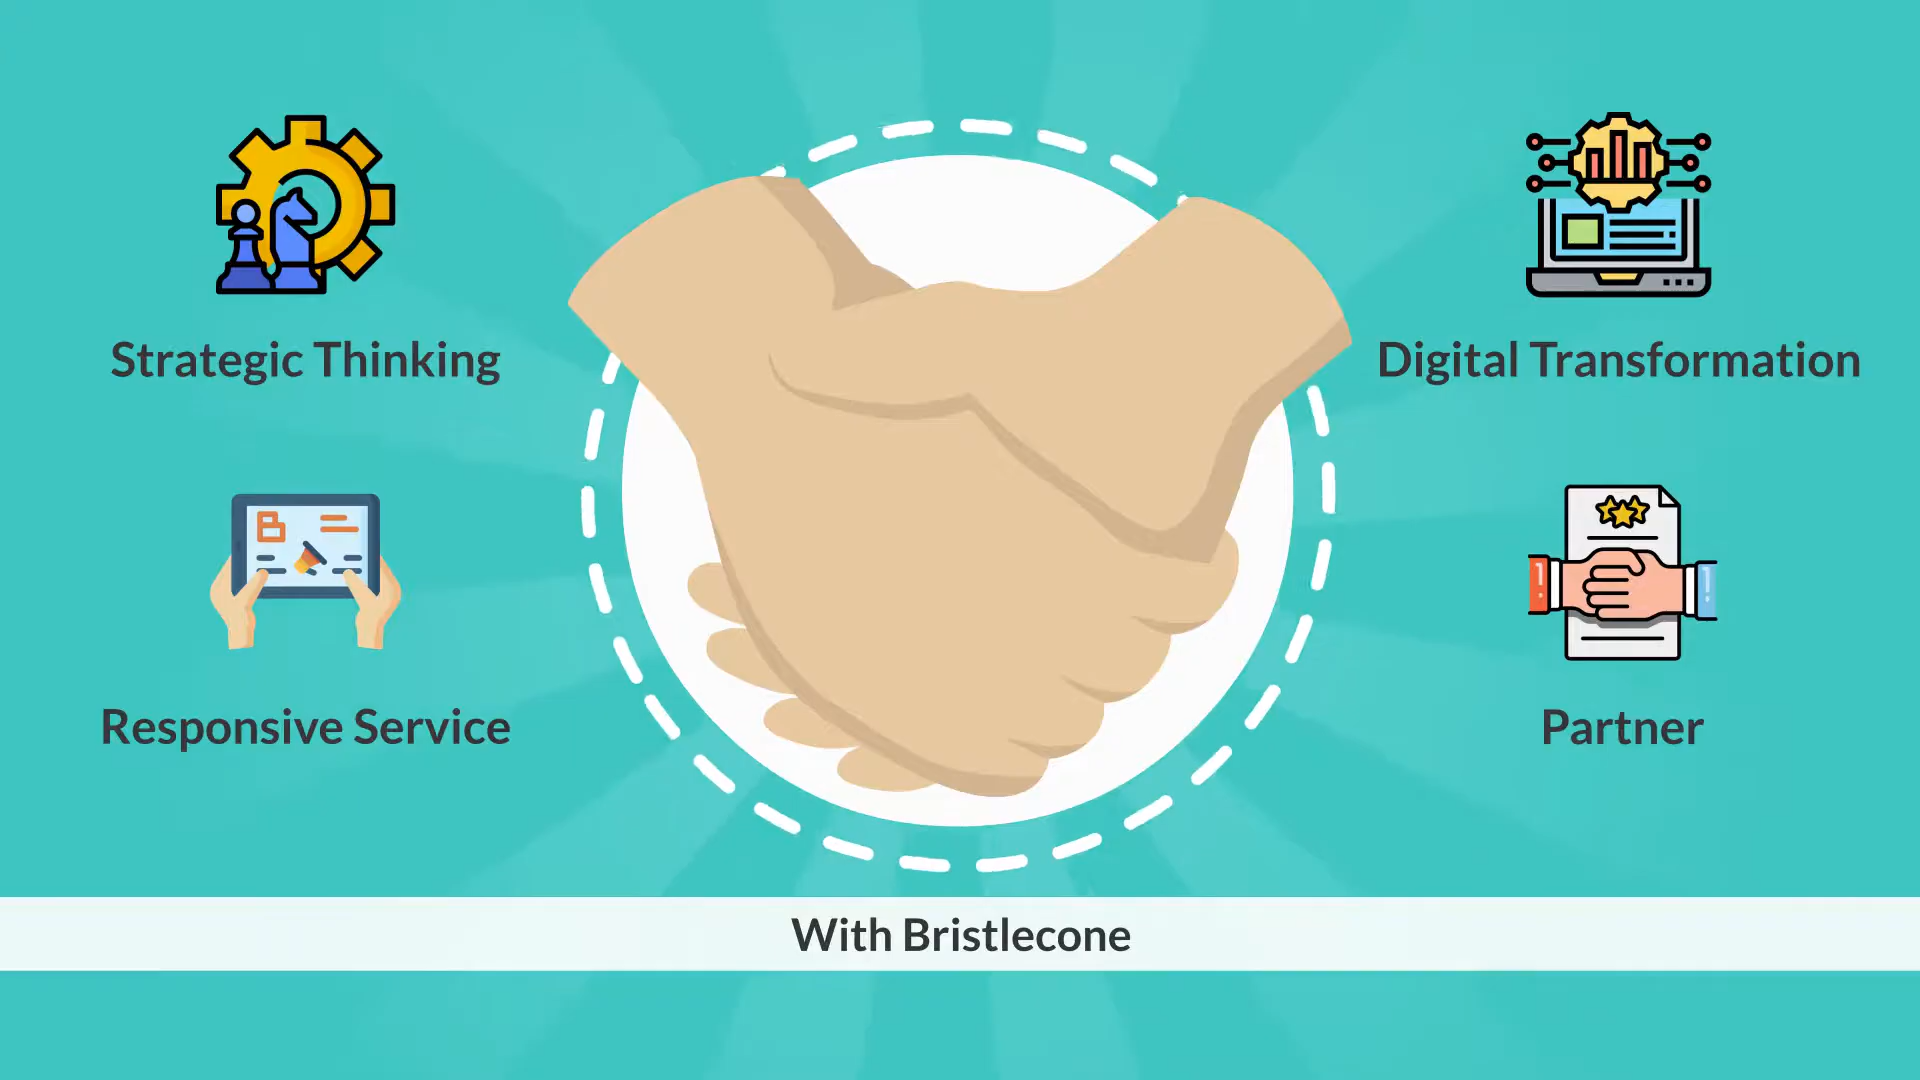 Strategic Thinking
Digital Transformation
Responsive Service
Partner
With Bristlecone